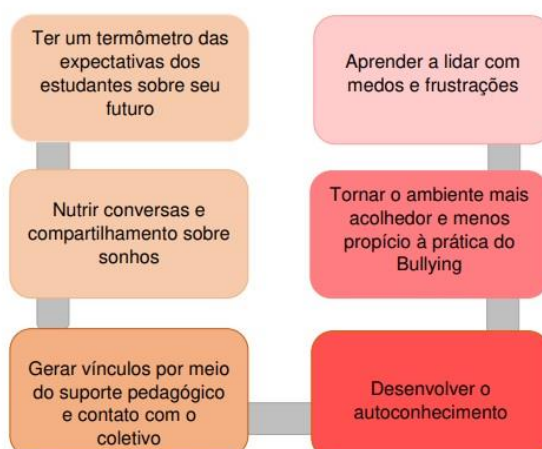 Ter um termômetro das
expectativas dos
estudantes sobre seu
futuro
Nutrir conversas e
compartilhamento sobre
sonhos
Gerar vínculos por meio
do suporte pedagógico
e contato com o
coletivo
Desenvolver o
autoconhecimento
Tornar o ambiente mais
acolhedor e menos
propício à prática do
Bullying
Aprender a lidar com
medos e frustrações